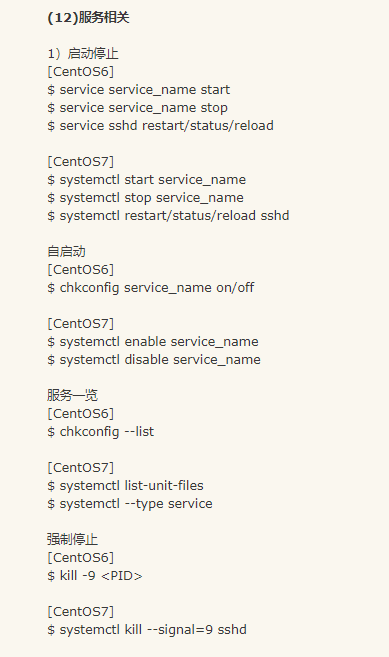 (12)服务相关
1）启动停止
[CentOS6]
$ service service_name start
$ service service_name stop
$ service sshd restart/status/reload
[CentOS7]
$ systemctl start service_name
$ systemctl stop service_name
$ systemctl restart/status/reload sshd
自启动
[CentOS6]
$ chkconfig service_name on/off
[CentOS7]
$ systemctl enable service_name
$ systemctl disable service_name
服务一览
[CentOS6]
$ chkconfig --list
[CentOS7]
$ systemctl list-unit-files
$ systemctl --type service
强制停止
[CentOS6]
$ kill -9 <PID>
[CentOS7]
$ systemctl kill --signal=9 sshd